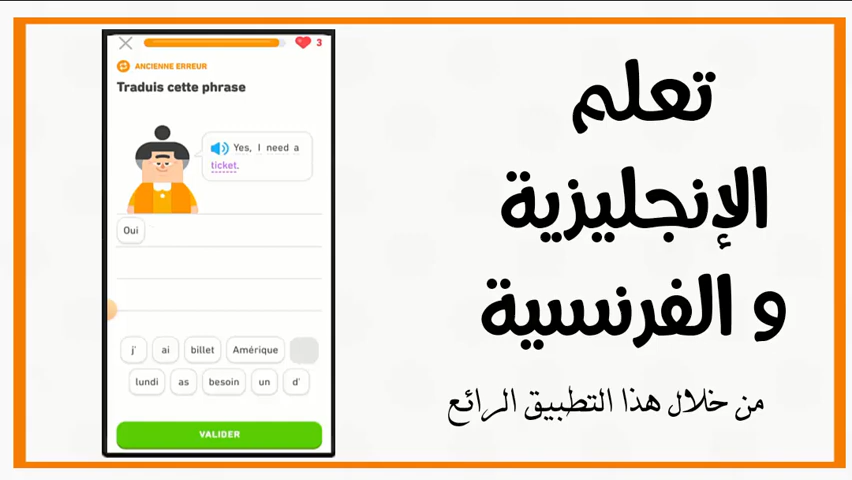 3
ANCIENNE ERREUR
Traduis cette phrase
Yes, I need a
ticket.
Oui
j' ai billet Amérique
lundi as besoin un d'
VALIDER
تعلم
الإنجليزية
و الفرنسية
من خلال هذا التطبيق الرائع